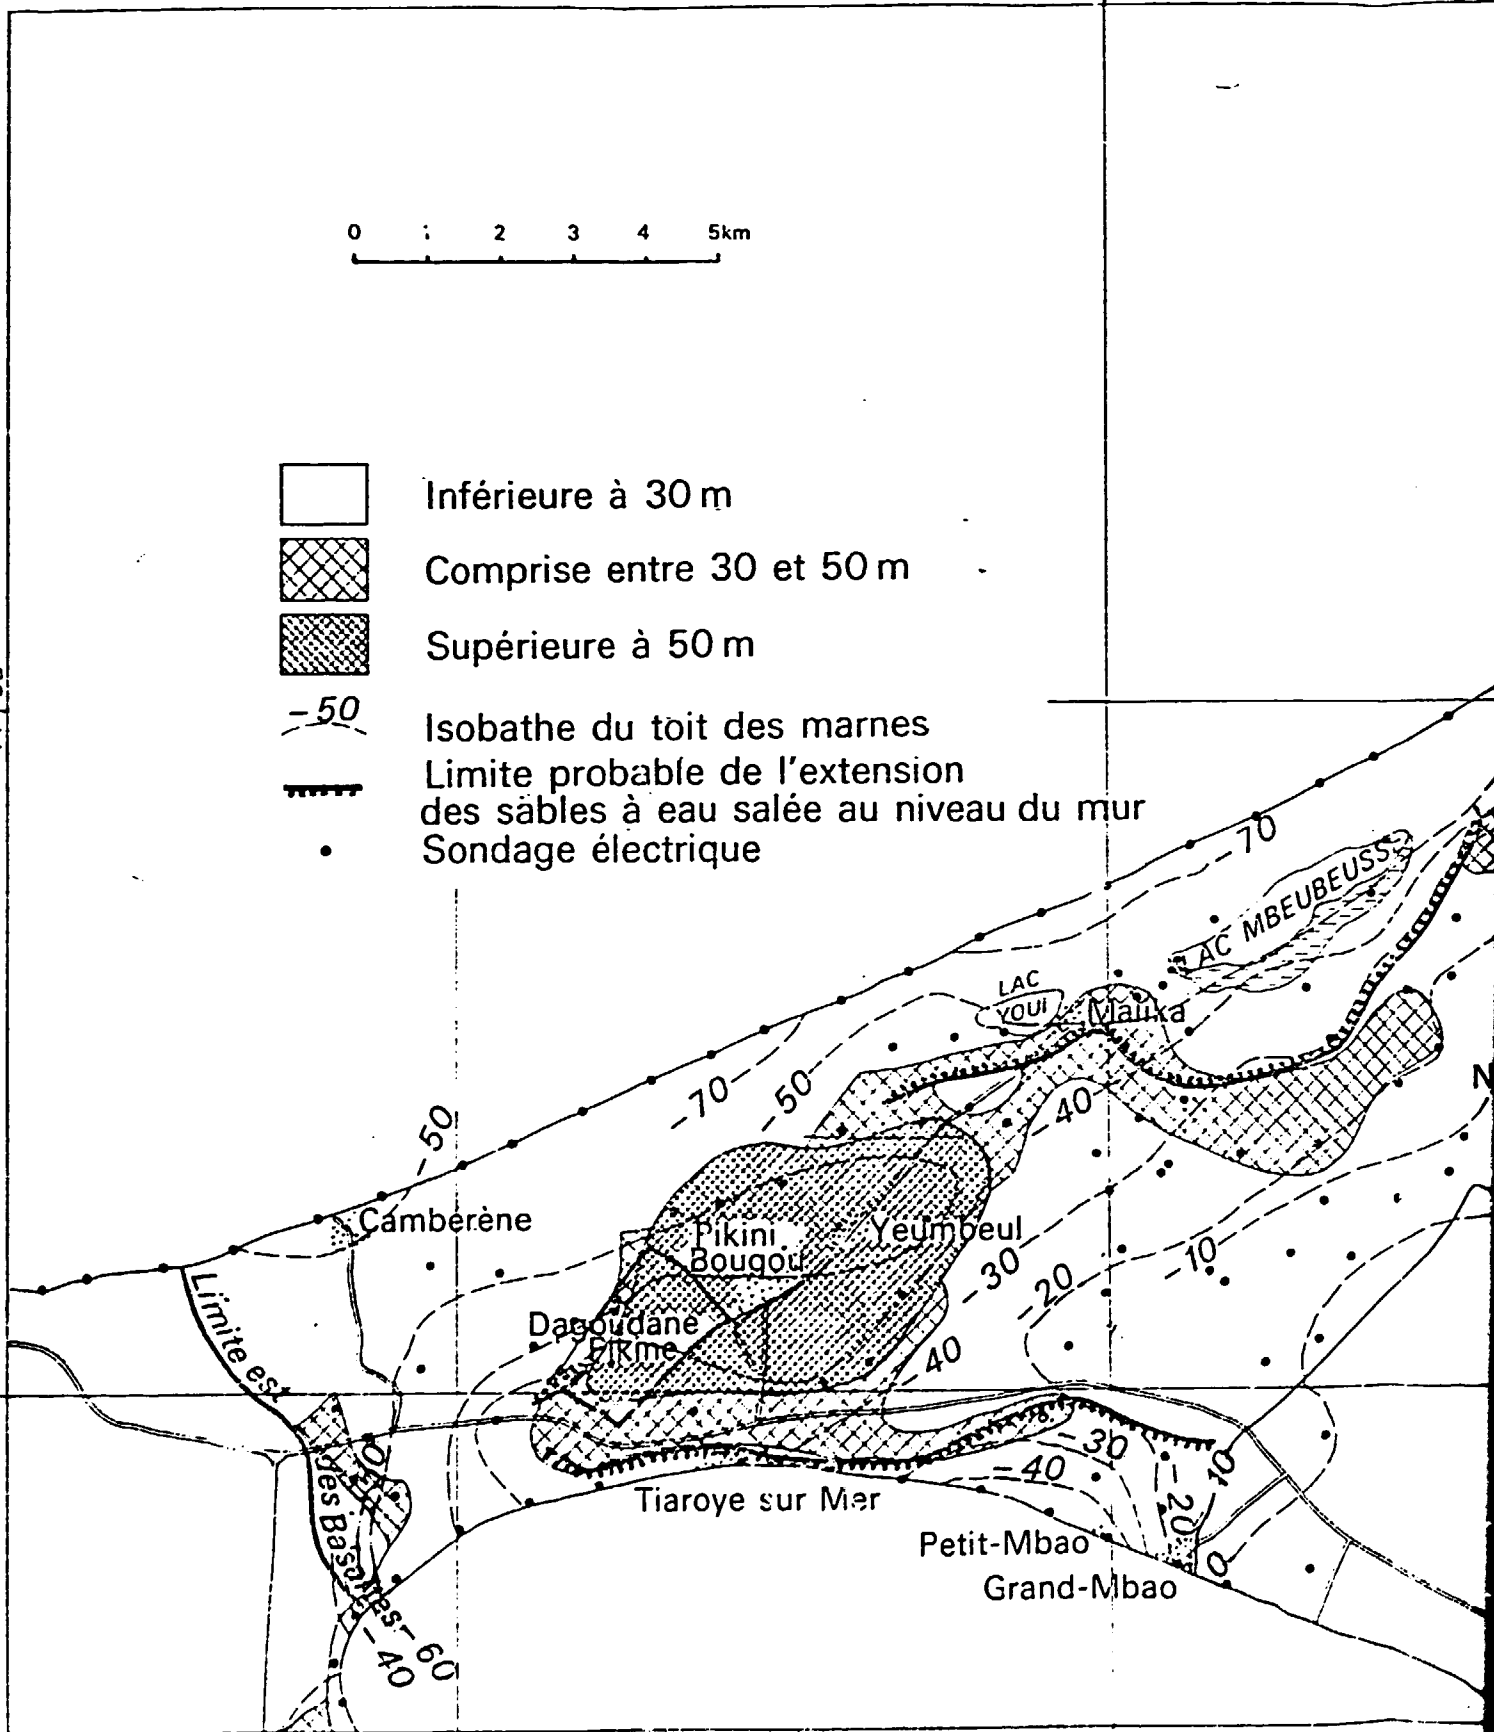 0 1 2 3 4 5km
Inférieure à 30 m
Comprise entre 30 et 50 m
Supérieure à 50 m
-50
Isobathe du toit des marnes
Limite probable de l'extension
des sables à eau salée au niveau du mur
Sondage électrique
-70
LAC MBEUBEUSS
LAC
YOUI
Malika
-70
-50
-40
-50
N
Cambérène
Pikini
Bougou
Yeumbeul
-30
-20
-10
Limite est
des Basaltes
Dagoudane
Pikine
-40
-30
-40
-20
10
Tiaroye sur Mer
Petit-Mbao
0
Grand-Mbao
-60
-40